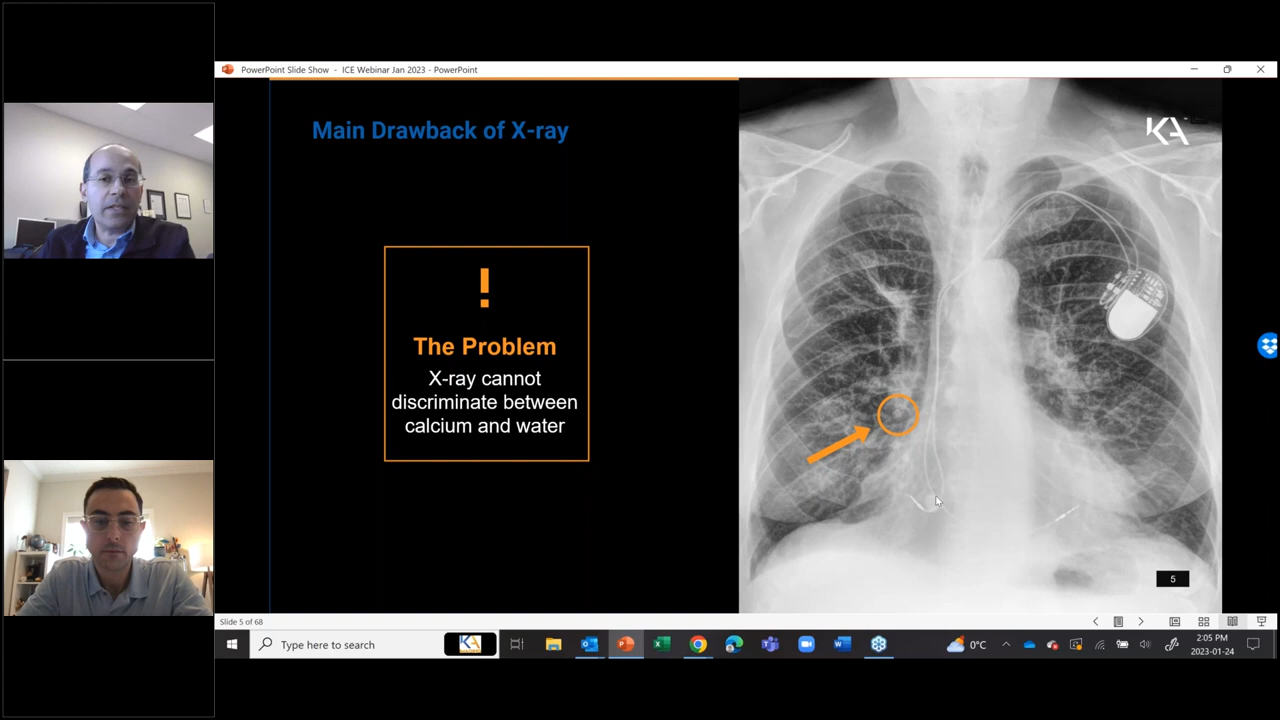 PowerPoint Slide Show - ICE Webinar Jan 2023 - PowerPoint
Main Drawback of X-ray
KA
!
The Problem
X-ray cannot
discriminate between
calcium and water
5
Slide 5 of 68
Type here to search
KA
0°C
2:05 PM
2023-01-24